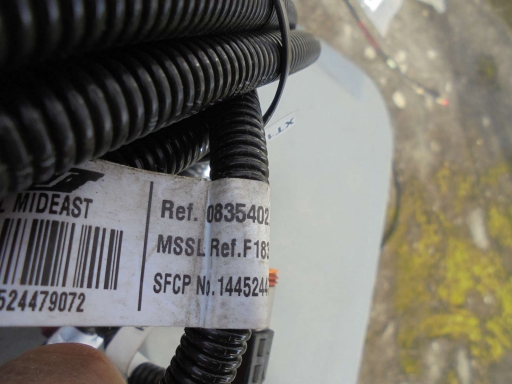 MIDEAST
524479072
Ref. 0835402
MSSL Ref.F183
SFCP No.1445244